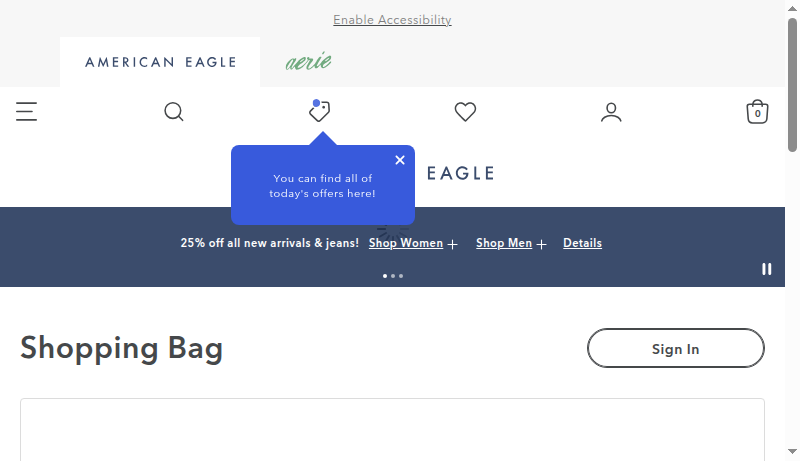 Enable Accessibility
AMERICAN EAGLE
aerie
0
You can find all of
today's offers here!
EAGLE
25% off all new arrivals & jeans! Shop Women + Shop Men + Details
Shopping Bag
Sign In